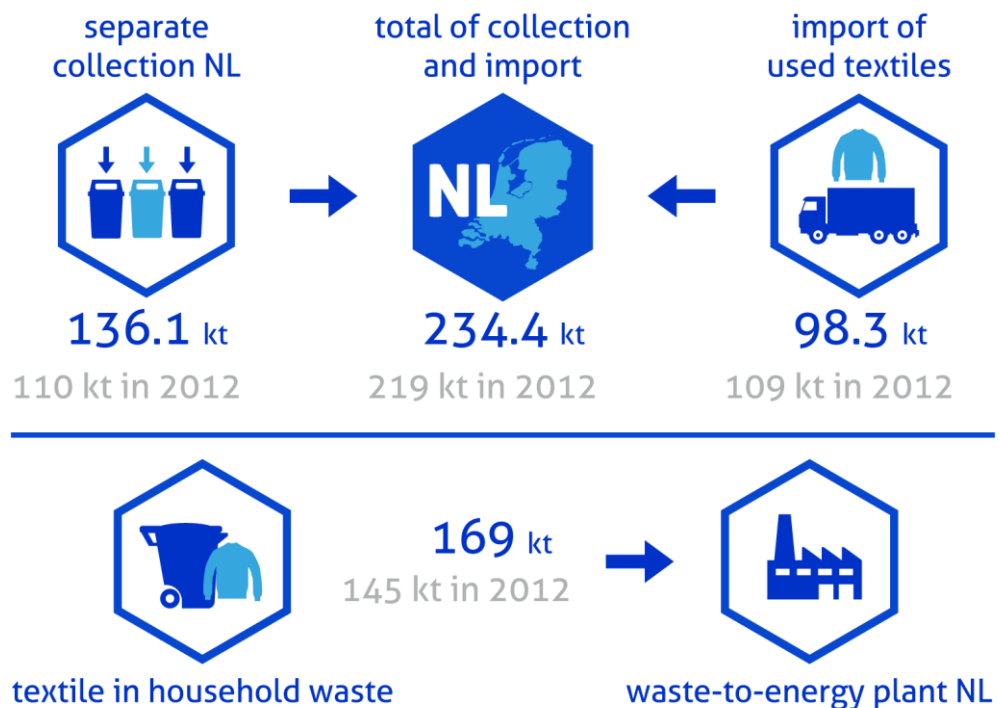 separate
collection NL
total of collection
and import
import of
used textiles
NL
136.1 kt
234.4 kt
98.3 kt
110 kt in 2012
219 kt in 2012
109 kt in 2012
169 kt
145 kt in 2012
textile in household waste
waste-to-energy plant NL